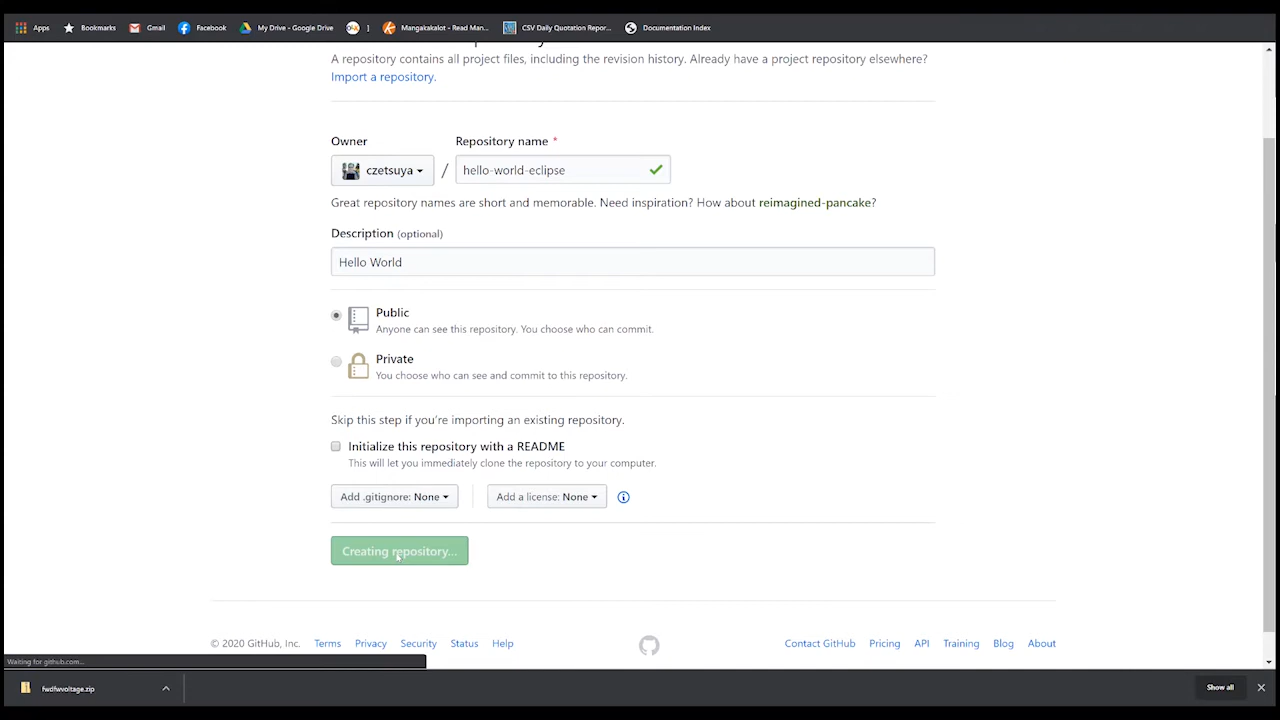 Apps Bookmarks Gmail Facebook My Drive - Google Drive Mangakakalot - Read Man... CSV Daily Quotation Repor... Documentation Index
A repository contains all project files, including the revision history. Already have a project repository elsewhere?
Import a repository.
Owner Repository name *
czetsuya / hello-world-eclipse
Great repository names are short and memorable. Need inspiration? How about reimagined-pancake?
Description (optional)
Hello World
Public
Anyone can see this repository. You choose who can commit.
Private
You choose who can see and commit to this repository.
Skip this step if you're importing an existing repository.
Initialize this repository with a README
This will let you immediately clone the repository to your computer.
Add .gitignore: None Add a license: None
Creating repository...
© 2020 GitHub, Inc. Terms Privacy Security Status Help Contact GitHub Pricing API Training Blog About
Waiting for github.com...
fwdfwvoltage.zip Show all